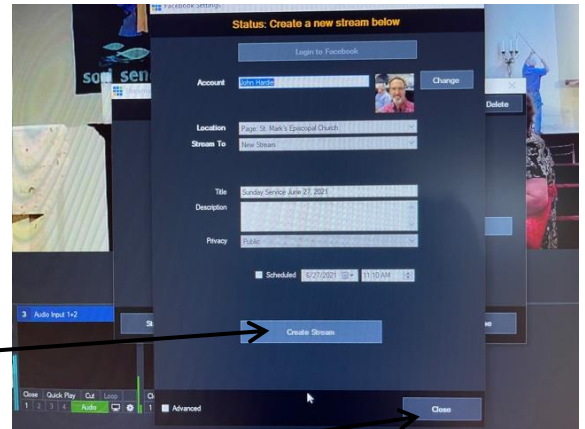 Facebook Settings
Status: Create a new stream below
Login to Facebook
Account John Hardie Change
Delete
Location Page: St. Mark's Episcopal Church
Stream To New Stream
Title Sunday Service June 27, 2021
Description
Privacy Public
Scheduled 6/27/2021 11:10 AM
3 Audio Input 1+2
Create Stream
Close Quick Play Cut Loop
1 2 3 4 Audio
1
Advanced
Close